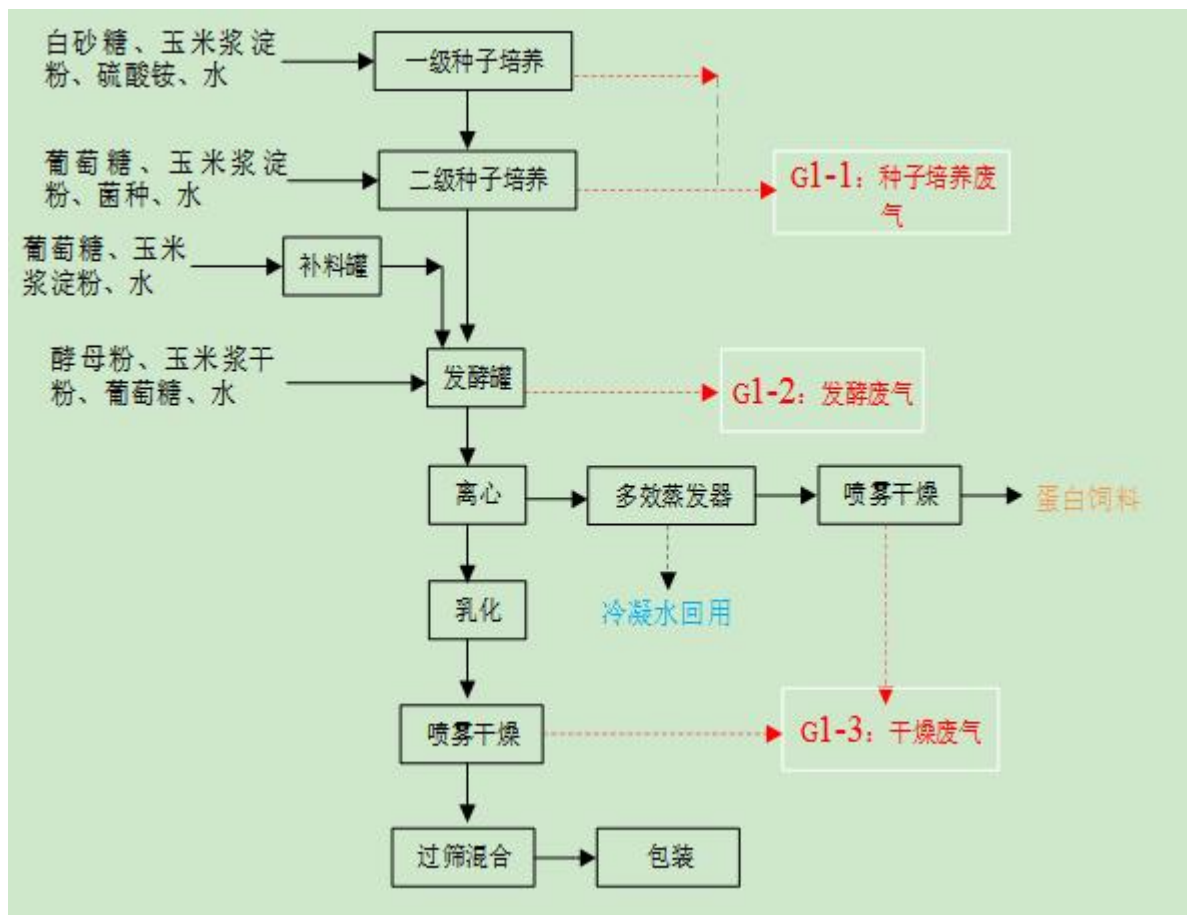 白砂糖、玉米浆淀
粉、硫酸铵、水
一级种子培养
葡萄糖、玉米浆淀
粉、菌种、水
二级种子培养
G1-1：种子培养废
气
葡萄糖、玉米
浆淀粉、水
补料罐
酵母粉、玉米浆干
粉、葡萄糖、水
发酵罐
G1-2：发酵废气
离心
多效蒸发器
喷雾干燥
蛋白饲料
乳化
冷凝水回用
喷雾干燥
G1-3：干燥废气
过筛混合
包装